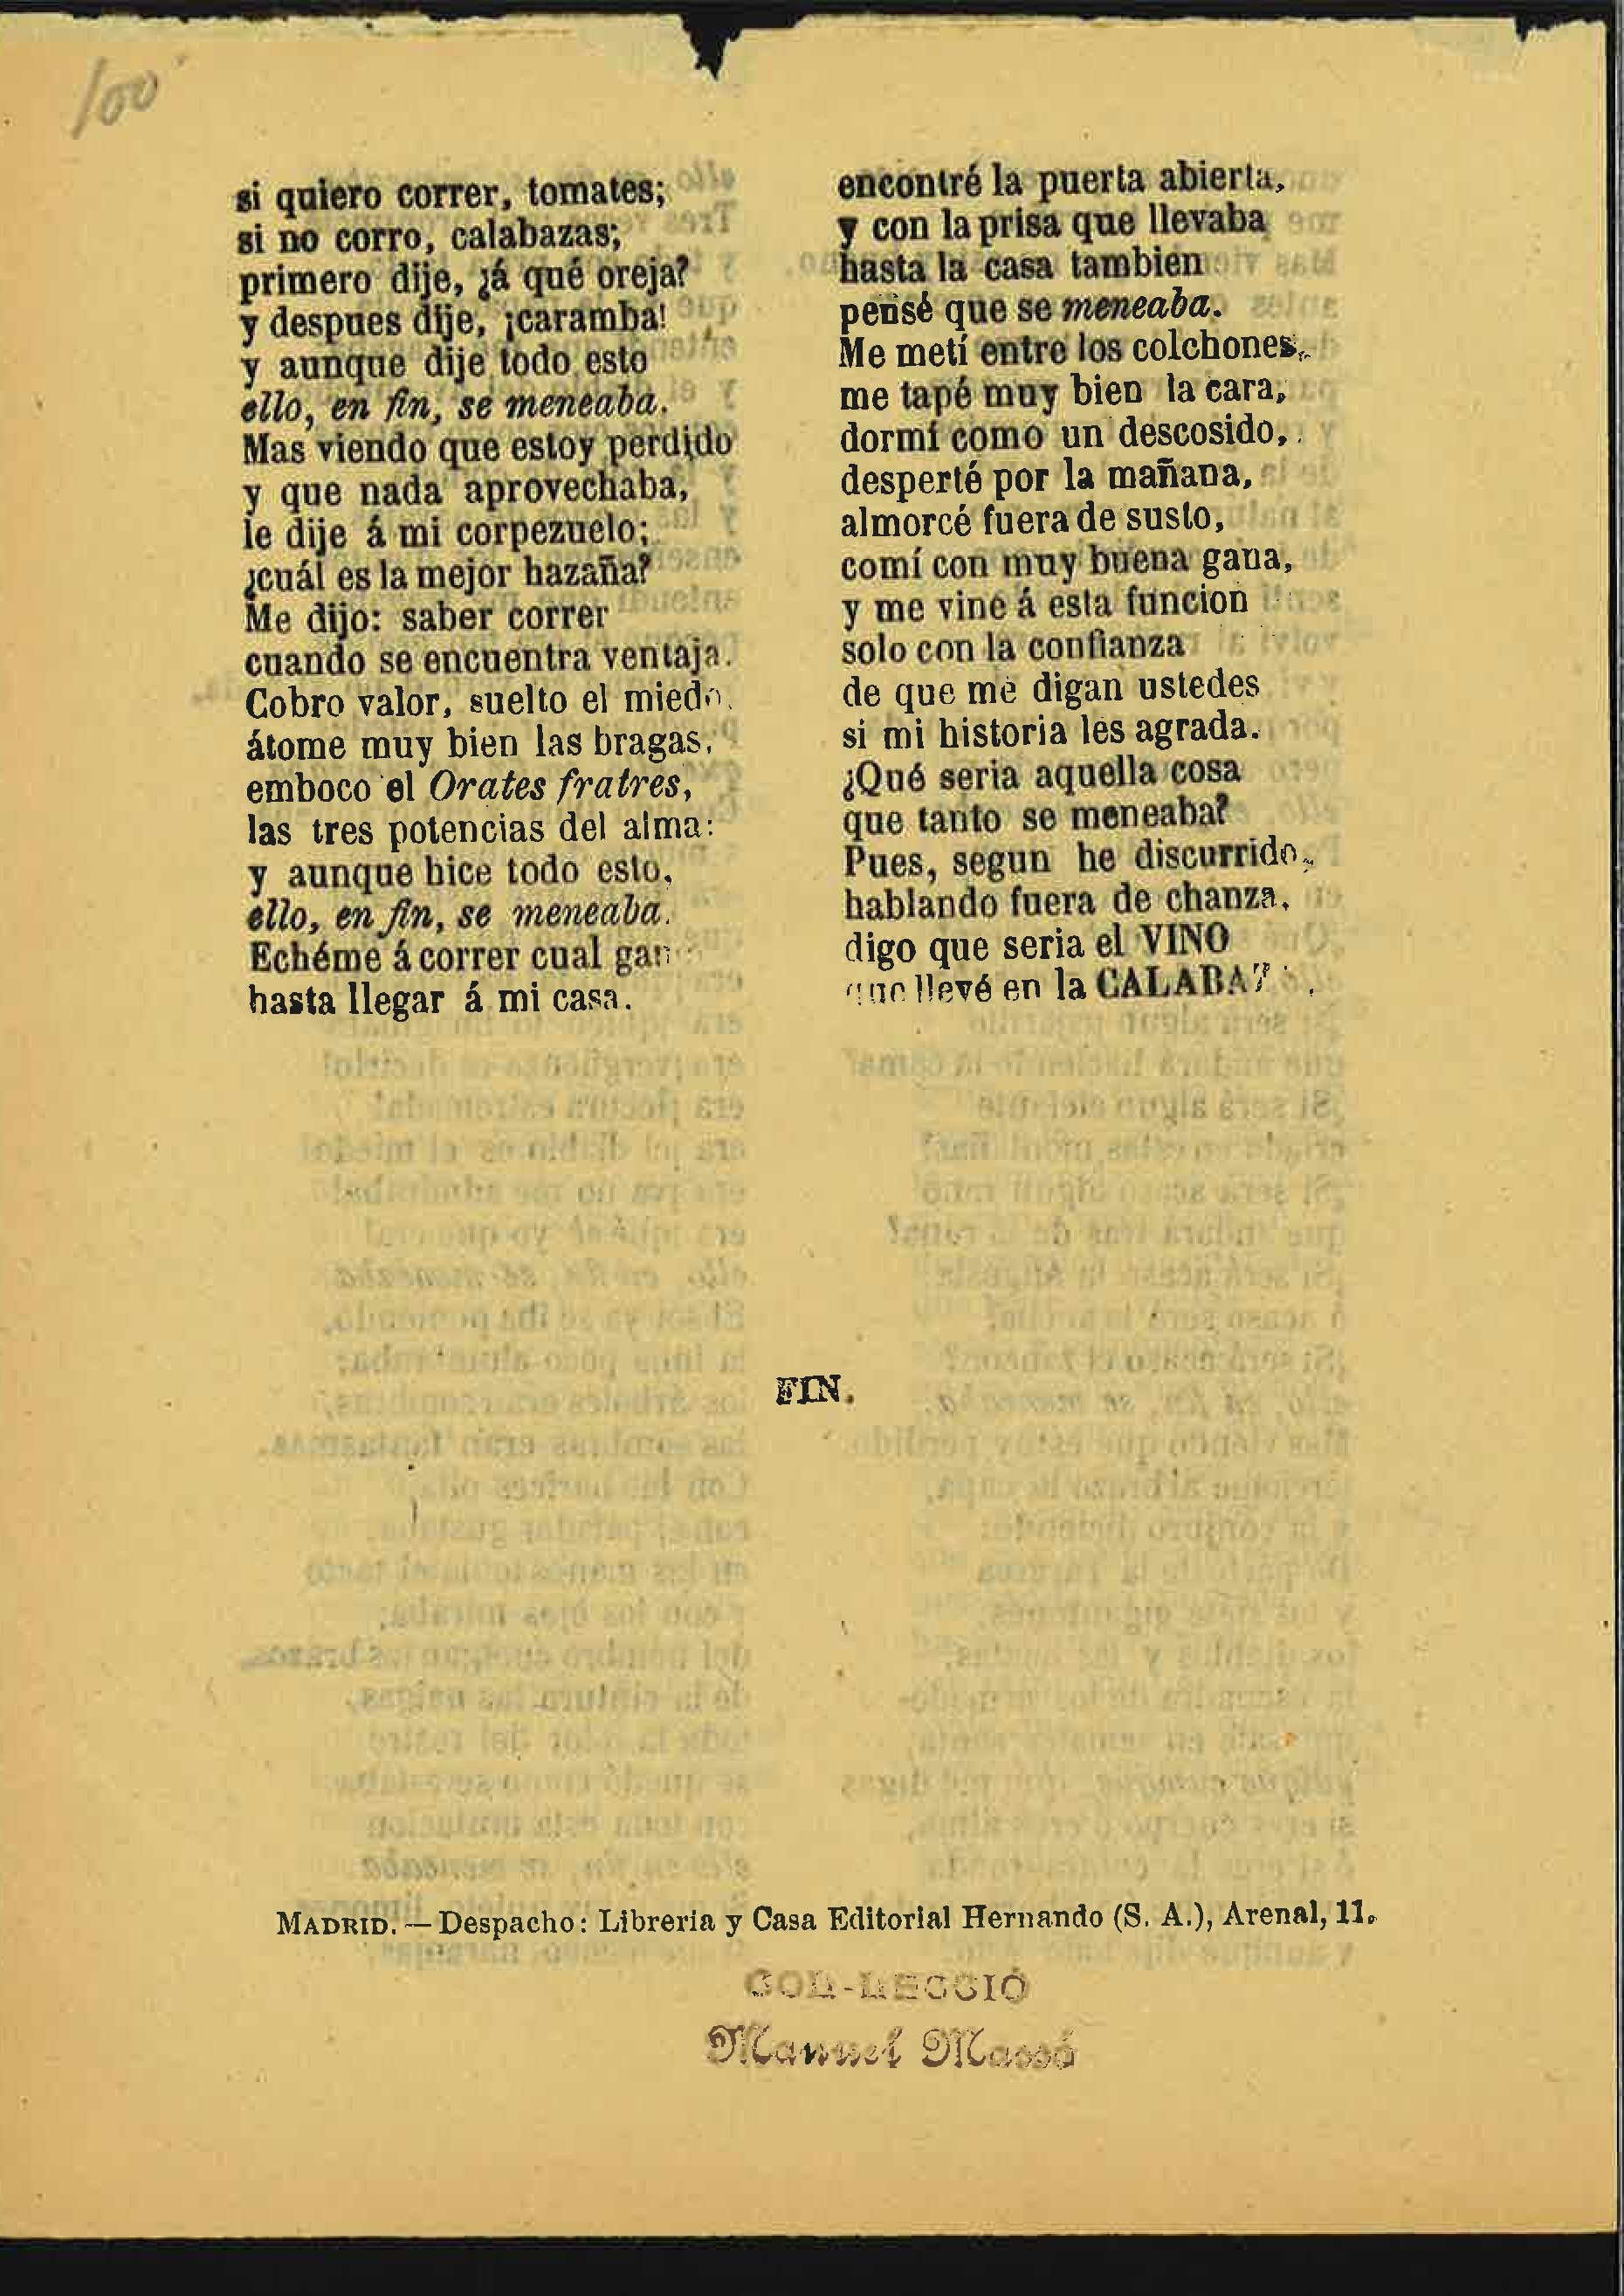 100
si quiero correr, tomates;
si no corro, calabazas;
primero dije, ¿á qué oreja?
y despues dije, ¡caramba!
y aunque dije todo esto
ello, en fin, se meneaba.
Mas viendo que estoy perdido
y que nada aprovechaba,
le dije á mi corpezuelo;
¿cuál es la mejor hazaña?
Me dijo: saber correr
cuando se encuentra ventaja.
Cobro valor, suelto el miedo,
átome muy bien las bragas,
emboco el Orates fratres,
las tres potencias del alma:
y aunque hice todo esto,
ello, en fin, se meneaba.
Echéme á correr cual
hasta llegar á mi casa.
encontré la puerta abierta,
y con la prisa que llevaba
hasta la casa tambien
pensé que se meneaba.
Me metí entre los colchones,
me tapé muy bien la cara,
dormí como un descosido,
desperté por la mañana,
almorcé fuera de susto,
comí con muy buena gana,
y me vine á esta funcion
solo con la confianza
de que me digan ustedes
si mi historia les agrada.
¿Qué seria aquella cosa
que tanto se meneaba?
Pues, segun he discurrido,
hablando fuera de chanza,
digo que seria el VINO
que llevé en la
FIN.
MADRID. — Despacho: Libreria y Casa Editorial Hernando (S. A.), Arenal, 11.
COL-LECCIÓ
Manuel Massó